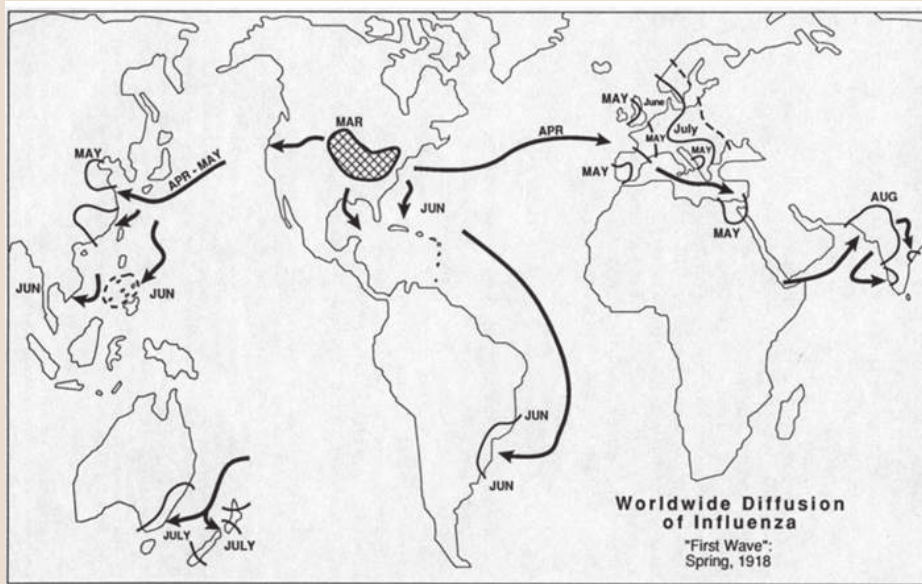 MAR
APR
MAY
June
July
MAY
MAY
MAY
MAY
APR - MAY
MAY
JUN
AUG
JUN
JUN
JUN
JUN
JULY
JULY
Worldwide Diffusion
of Influenza
"First Wave":
Spring, 1918